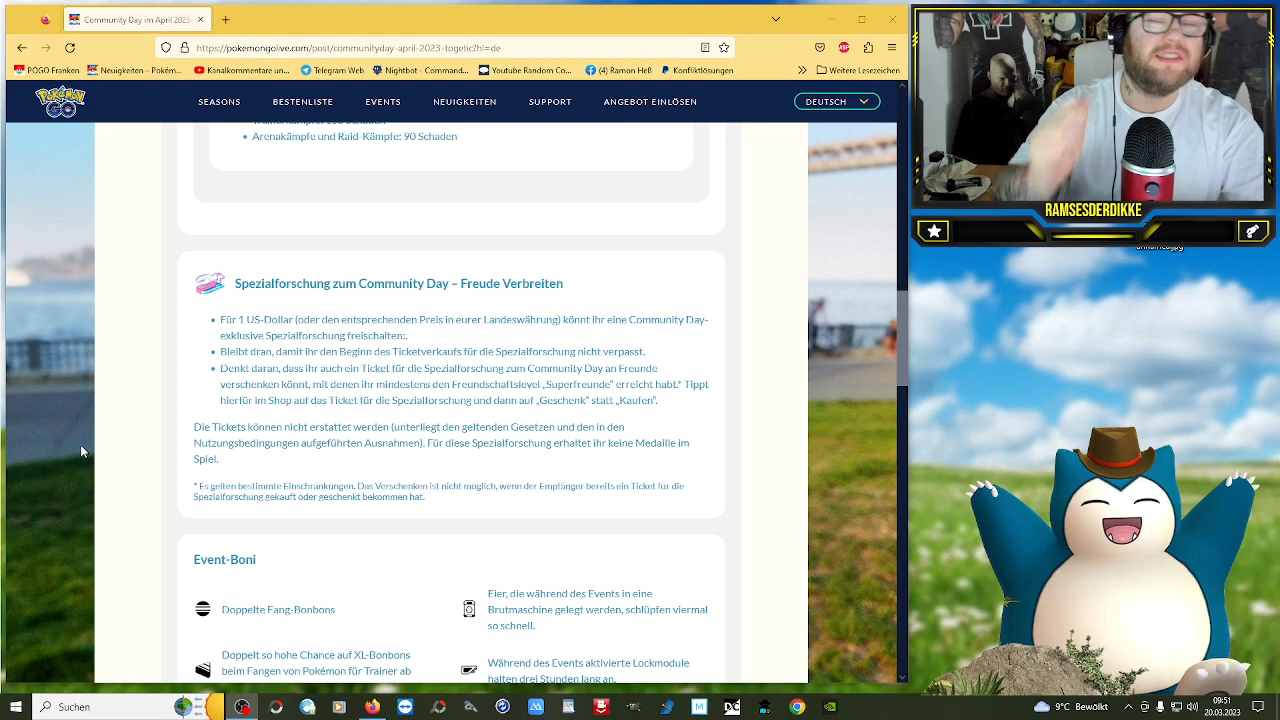 Community Day im April 2023
https://pokemongolive.com/post/communityday-april-2023-togetic?hl=de
POGO Franken
Neuigkeiten - Pokém...
Kanalkommentare un...
Telegram Web
Nightbot - Comman...
Youtube Random Co...
(4) Ramon Heß
Konfliktlösungen
Weitere Lesezeichen
ABP
POKÉMON GO
SEASONS
BESTENLISTE
EVENTS
NEUIGKEITEN
SUPPORT
ANGEBOT EINLÖSEN
DEUTSCH
Arenakämpfe und Raid-Kämpfe: 90 Schaden
Spezialforschung zum Community Day – Freude Verbreiten
Für 1 US-Dollar (oder den entsprechenden Preis in eurer Landeswährung) könnt ihr eine Community Day-
exklusive Spezialforschung freischalten:.
Bleibt dran, damit ihr den Beginn des Ticketverkaufs für die Spezialforschung nicht verpasst.
Denkt daran, dass ihr auch ein Ticket für die Spezialforschung zum Community Day an Freunde
verschenken könnt, mit denen ihr mindestens den Freundschaftslevel „Superfreunde“ erreicht habt.* Tippt
hierfür im Shop auf das Ticket für die Spezialforschung und dann auf „Geschenk“ statt „Kaufen“.
Die Tickets können nicht erstattet werden (unterliegt den geltenden Gesetzen und den in den
Nutzungsbedingungen aufgeführten Ausnahmen). Für diese Spezialforschung erhaltet ihr keine Medaille im
Spiel.
* Es gelten bestimmte Einschränkungen. Das Verschenken ist nicht möglich, wenn der Empfänger bereits ein Ticket für die
Spezialforschung gekauft oder geschenkt bekommen hat.
Event-Boni
Doppelte Fang-Bonbons
Eier, die während des Events in eine
Brutmaschine gelegt werden, schlüpfen viermal
so schnell.
Doppelt so hohe Chance auf XL-Bonbons
beim Fangen von Pokémon für Trainer ab
Während des Events aktivierte Lockmodule
halten drei Stunden lang an.
RAMSESDERDIKKE
Suchen
M
DC
9°C Bewölkt
09:51
20.03.2023